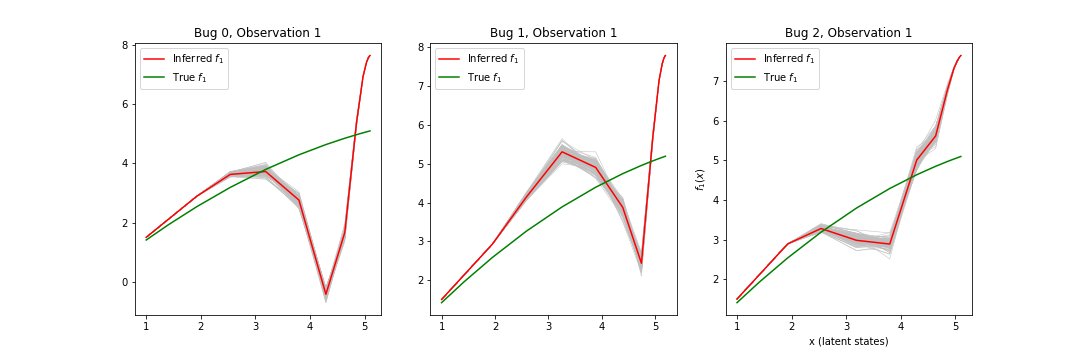 Bug 0, Observation 1
8
6
4
2
0
1 2 3 4 5
Inferred f₁
True f₁
Bug 1, Observation 1
8
7
6
5
4
3
2
1 2 3 4 5
Inferred f₁
True f₁
Bug 2, Observation 1
f₁(x)
7
6
5
4
3
2
1 2 3 4 5
x (latent states)
Inferred f₁
True f₁